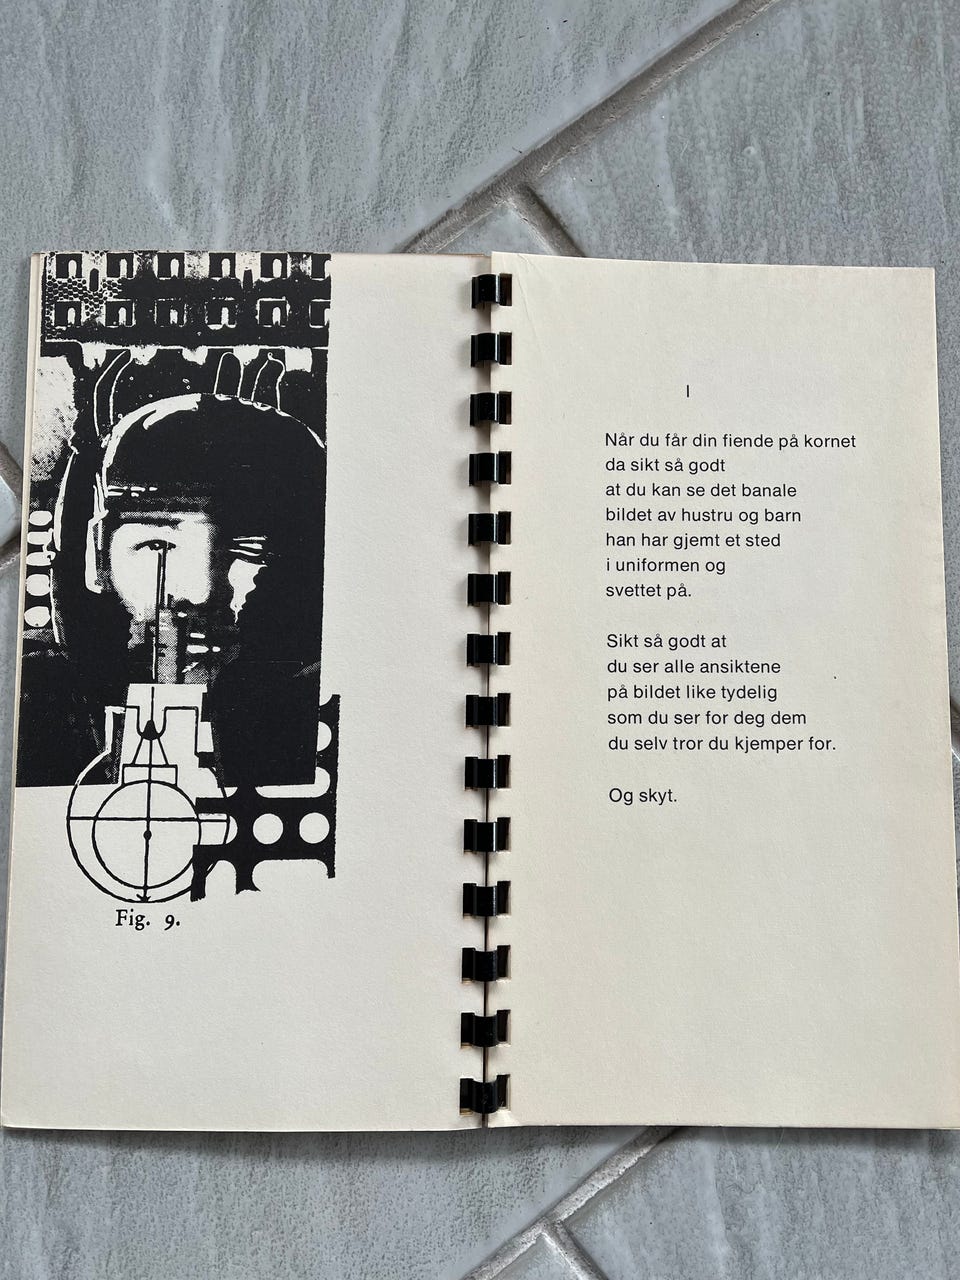 Fig. 9.
I
Når du får din fiende på kornet
da sikt så godt
at du kan se det banale
bildet av hustru og barn
han har gjemt et sted
i uniformen og
svettet på.
Sikt så godt at
du ser alle ansiktene
på bildet like tydelig
som du ser for deg dem
du selv tror du kjemper for.
Og skyt.